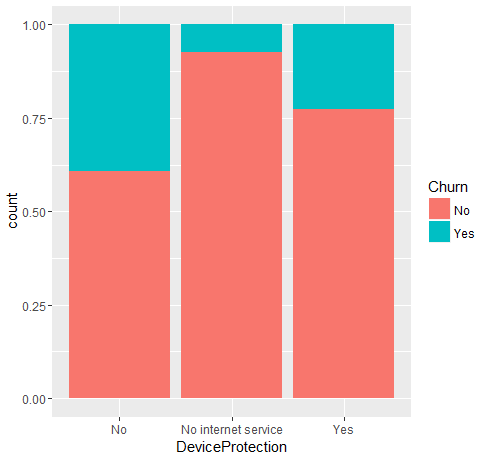 1.00
0.75
0.50
0.25
0.00
count
No
No internet service
Yes
DeviceProtection
Churn
No
Yes